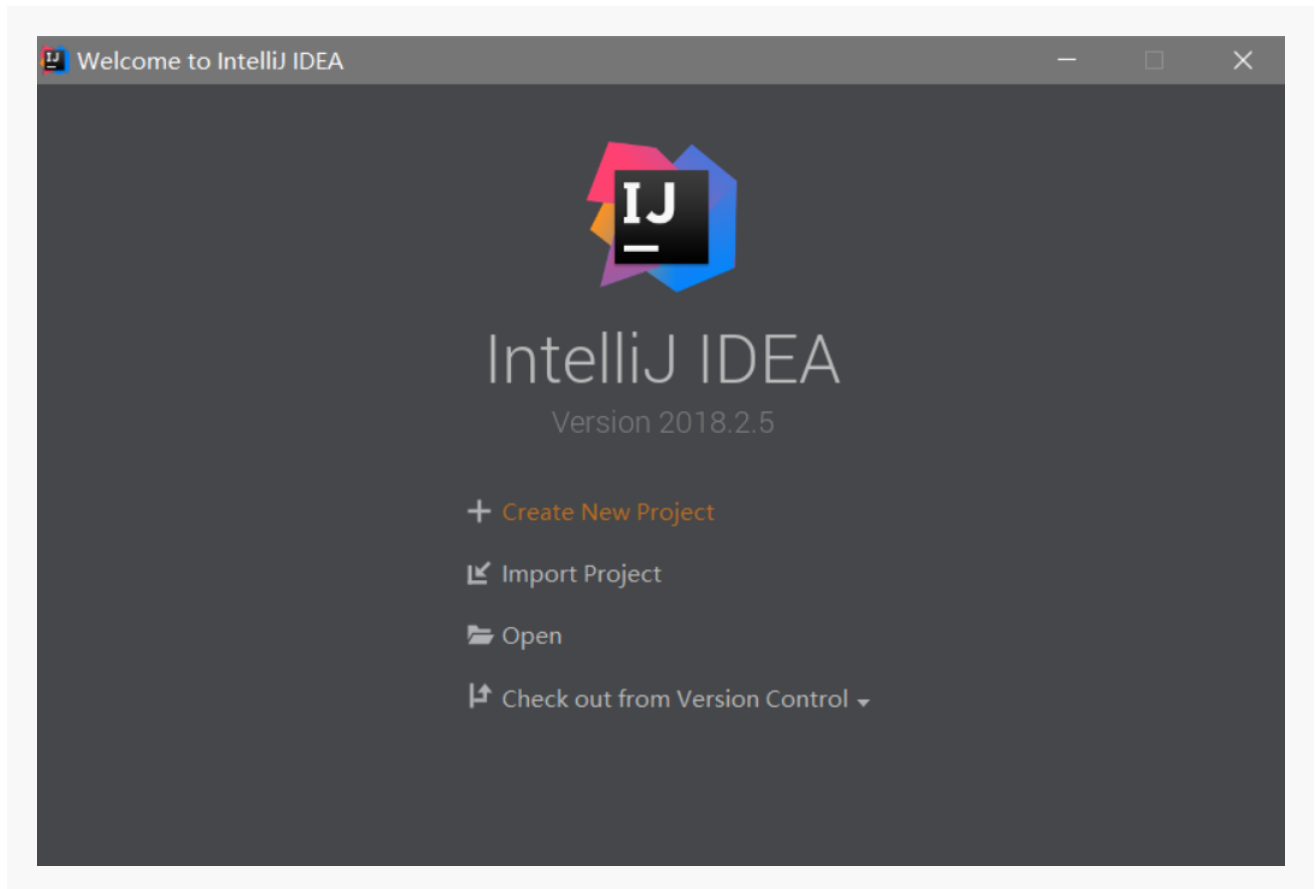 Welcome to IntelliJ IDEA
IJ
IntelliJ IDEA
Version 2018.2.5
Create New Project
Import Project
Open
Check out from Version Control